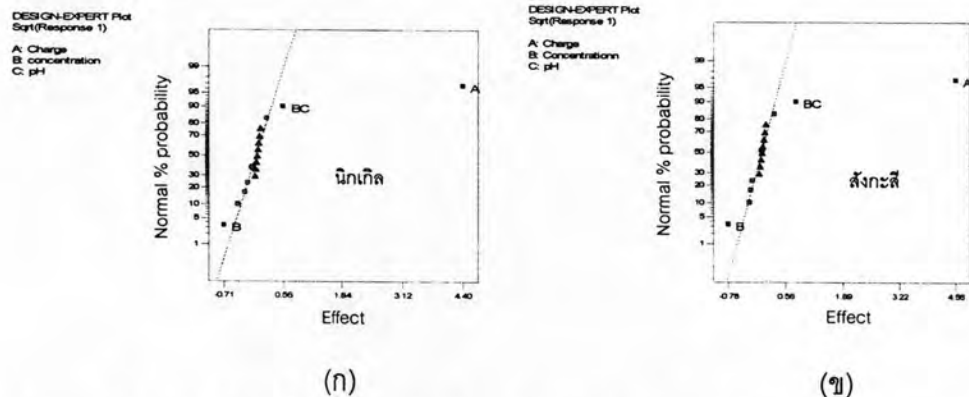 DESIGN-EXPERT Plot
Sqrt(Response 1)
A: Charge
B: Concentration
C: pH
Normal % probability
99
95
90
80
70
50
30
20
10
5
1
A
BC
B
นิกเกิล
-0.71
0.56
1.84
3.12
4.40
Effect
(ก)
DESIGN-EXPERT Plot
Sqrt(Response 1)
A: Charge
B: Concentration
C: pH
Normal % probability
99
95
90
80
70
50
30
20
10
5
1
A
BC
B
สังกะสี
-0.76
0.56
1.89
3.22
4.55
Effect
(ข)